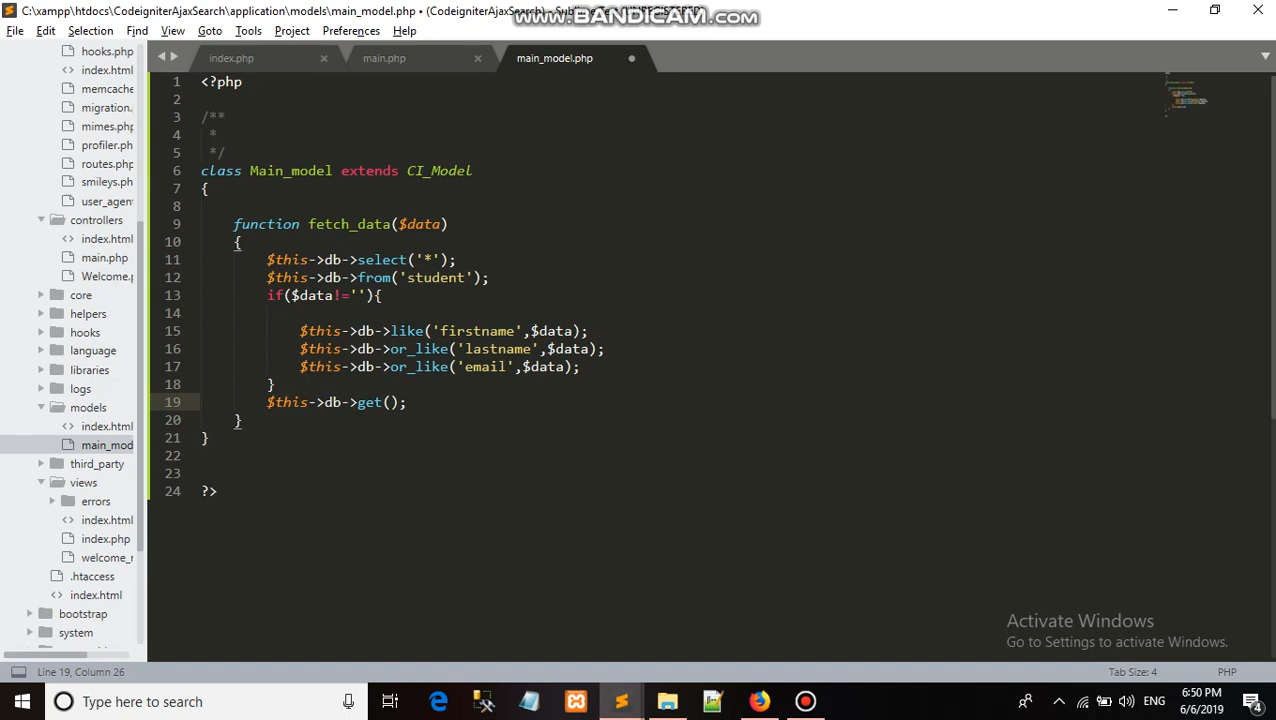 C:\xampp\htdocs\CodeigniterAjaxSearch\application\models\main_model.php • (CodeigniterAjaxSearch) -
www.BANDICAM.com
File Edit Selection Find View Goto Tools Project Preferences Help
index.php
main.php
main_model.php
hooks.php
index.html
memcache
migration.
mimes.php
profiler.php
routes.php
smileys.ph
user_agen
controllers
index.html
main.php
Welcome.p
core
helpers
hooks
language
libraries
logs
models
index.html
main_mod
third_party
views
errors
index.html
index.php
welcome_r
.htaccess
index.html
bootstrap
system
1 <?php
2
3 /**
4 *
5 */
6 class Main_model extends CI_Model
7 {
8
9 function fetch_data($data)
10 {
11 $this->db->select('*');
12 $this->db->from('student');
13 if($data!=''){
14
15 $this->db->like('firstname',$data);
16 $this->db->or_like('lastname',$data);
17 $this->db->or_like('email',$data);
18 }
19 $this->db->get();
20 }
21 }
22
23
24 ?>
Activate Windows
Go to Settings to activate Windows.
Line 19, Column 26
Tab Size: 4
PHP
Type here to search
ENG
6:50 PM
6/6/2019
4